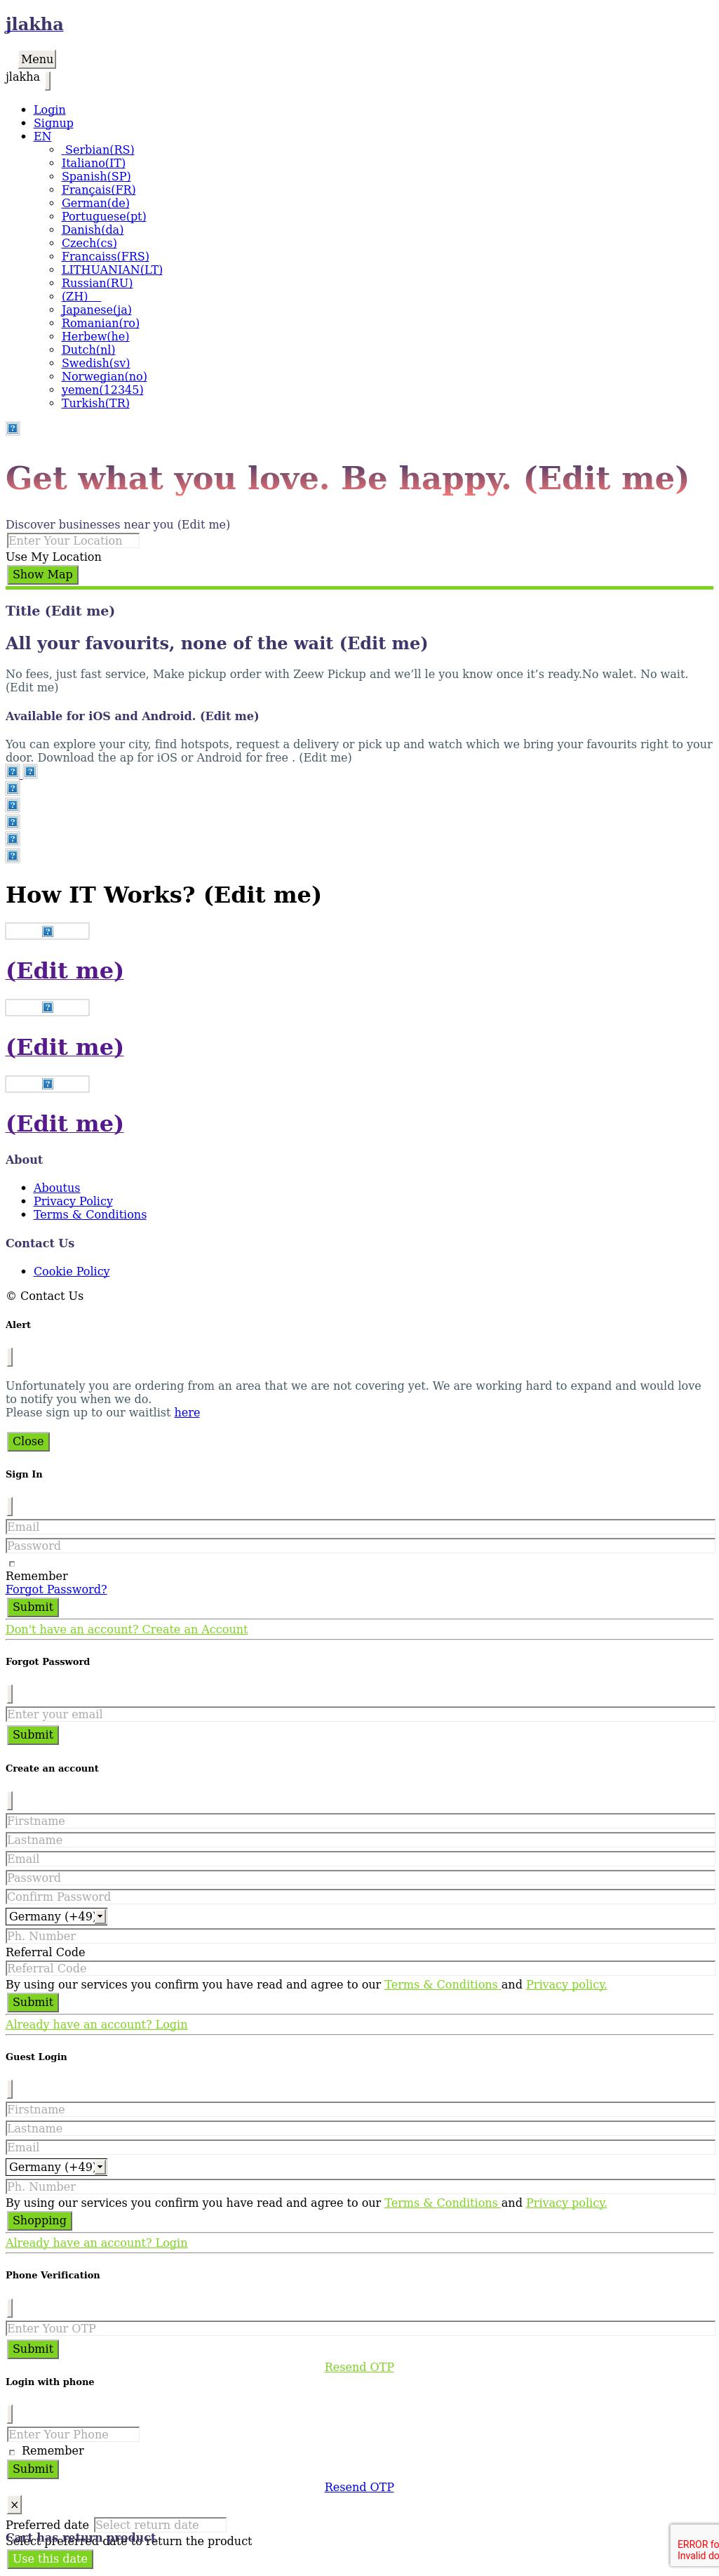 jlakha
Menu
jlakha
Login
Signup
EN
Serbian(RS)
Italiano(IT)
Spanish(SP)
Français(FR)
German(de)
Portuguese(pt)
Danish(da)
Czech(cs)
Francaiss(FRS)
LITHUANIAN(LT)
Russian(RU)
(ZH)
Japanese(ja)
Romanian(ro)
Herbew(he)
Dutch(nl)
Swedish(sv)
Norwegian(no)
yemen(12345)
Turkish(TR)
Get what you love. Be happy. (Edit me)
Discover businesses near you (Edit me)
Enter Your Location
Use My Location
Show Map
Title (Edit me)
All your favourits, none of the wait (Edit me)
No fees, just fast service, Make pickup order with Zeew Pickup and we’ll le you know once it’s ready.No walet. No wait.
(Edit me)
Available for iOS and Android. (Edit me)
You can explore your city, find hotspots, request a delivery or pick up and watch which we bring your favourits right to your
door. Download the ap for iOS or Android for free . (Edit me)
How IT Works? (Edit me)
(Edit me)
(Edit me)
(Edit me)
About
Aboutus
Privacy Policy
Terms & Conditions
Contact Us
Cookie Policy
© Contact Us
Alert
Unfortunately you are ordering from an area that we are not covering yet. We are working hard to expand and would love
to notify you when we do.
Please sign up to our waitlist here
Close
Sign In
Email
Password
Remember
Forgot Password?
Submit
Don't have an account? Create an Account
Forgot Password
Enter your email
Submit
Create an account
Firstname
Lastname
Email
Password
Confirm Password
Germany (+49)
Ph. Number
Referral Code
Referral Code
By using our services you confirm you have read and agree to our Terms & Conditions and Privacy policy.
Submit
Already have an account? Login
Guest Login
Firstname
Lastname
Email
Germany (+49)
Ph. Number
By using our services you confirm you have read and agree to our Terms & Conditions and Privacy policy.
Shopping
Already have an account? Login
Phone Verification
Enter Your OTP
Submit
Resend OTP
Login with phone
Enter Your Phone
Remember
Submit
Resend OTP
×
Preferred date Select return date
Cart has return product
Select preferred date to return the product
Use this date
ERROR fo
Invalid do